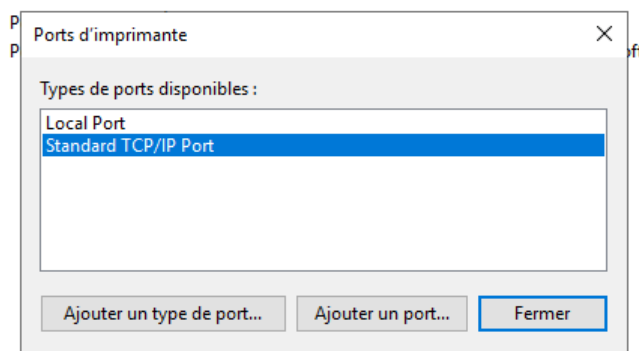 Ports d'imprimante
Types de ports disponibles :
Local Port
Standard TCP/IP Port
Ajouter un type de port...
Ajouter un port...
Fermer